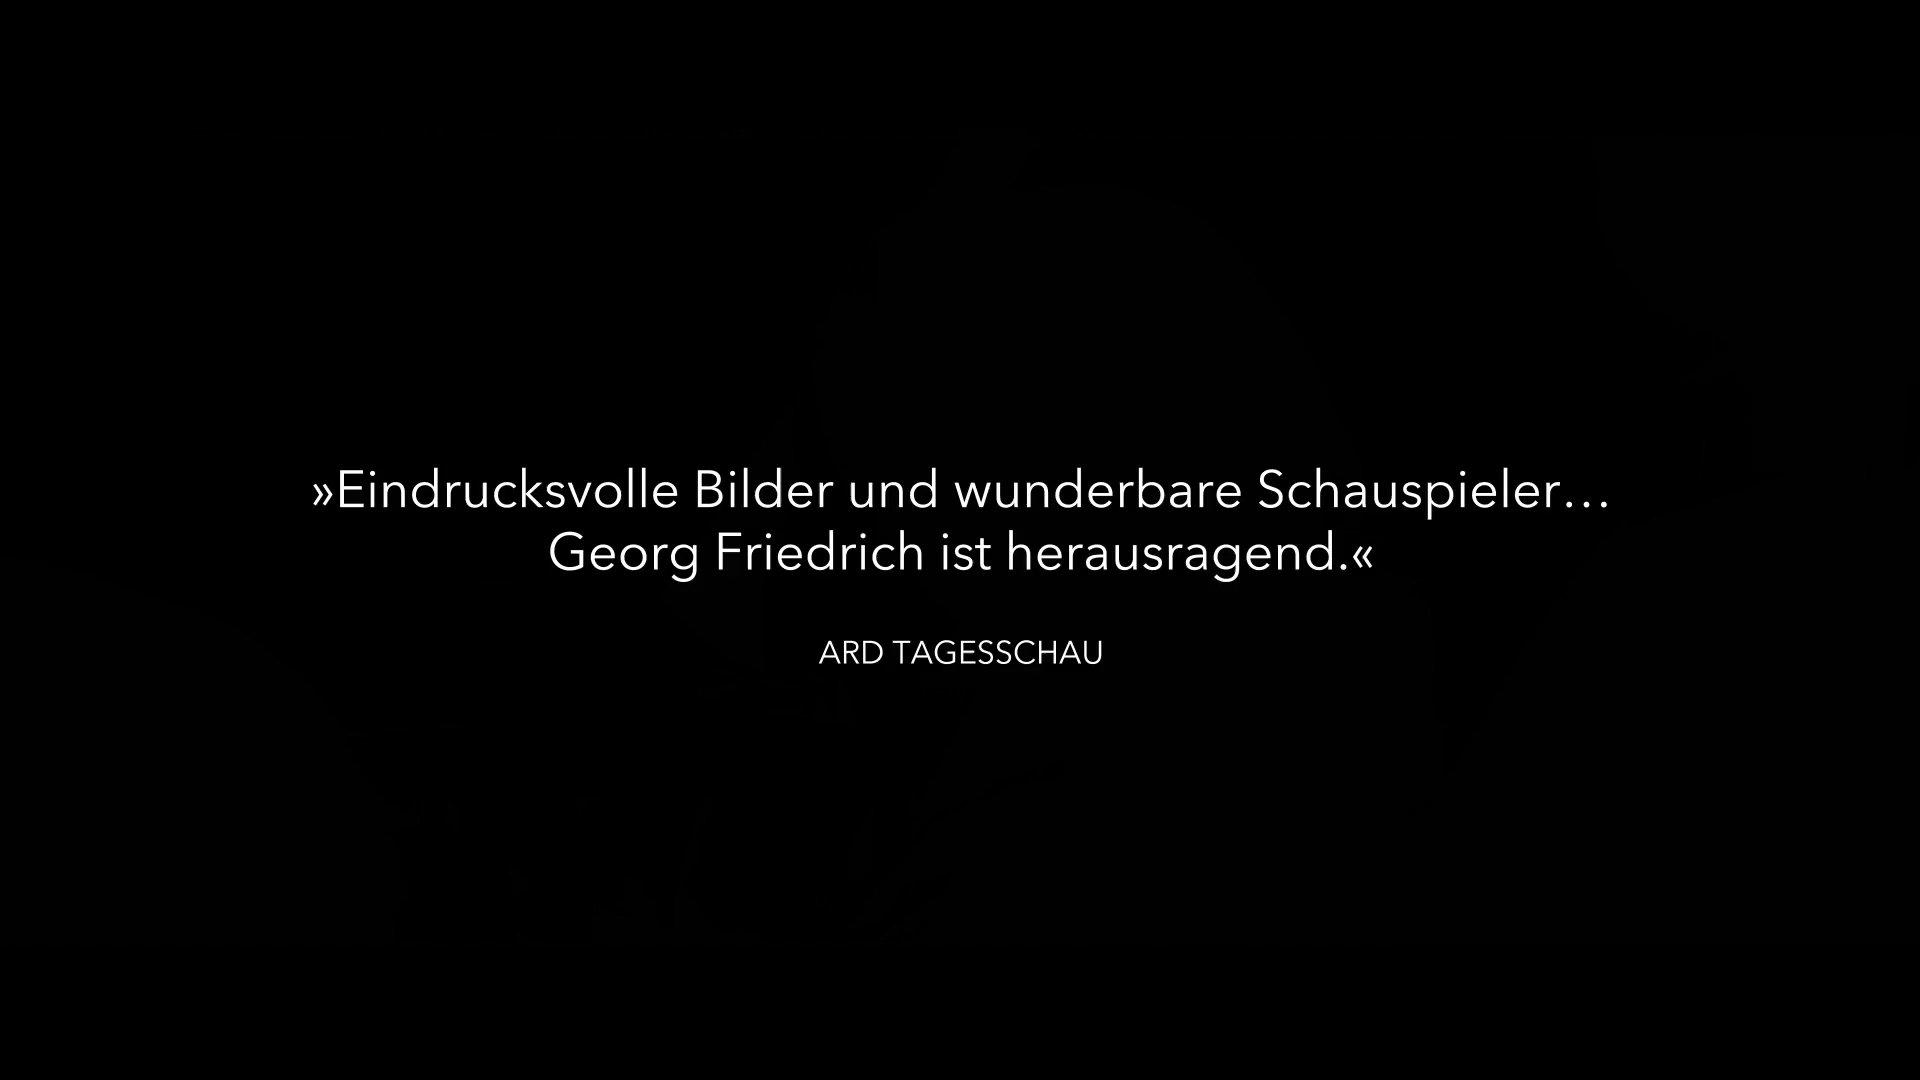 »Eindrucksvolle Bilder und wunderbare Schauspieler…
Georg Friedrich ist herausragend.«
ARD TAGESSCHAU